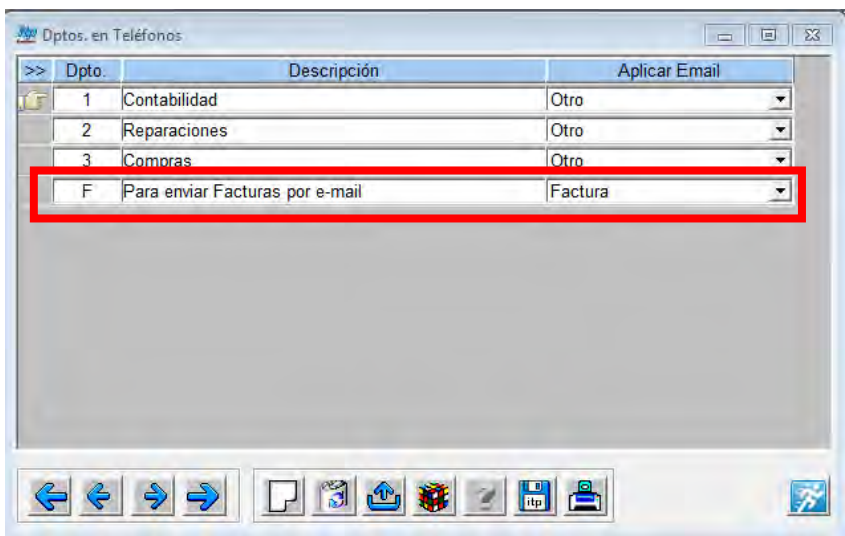 Dptos. en Teléfonos
>> Dpto. Descripción Aplicar Email
1 Contabilidad Otro
2 Reparaciones Otro
3 Compras Otro
F Para enviar Facturas por e-mail Factura
itp